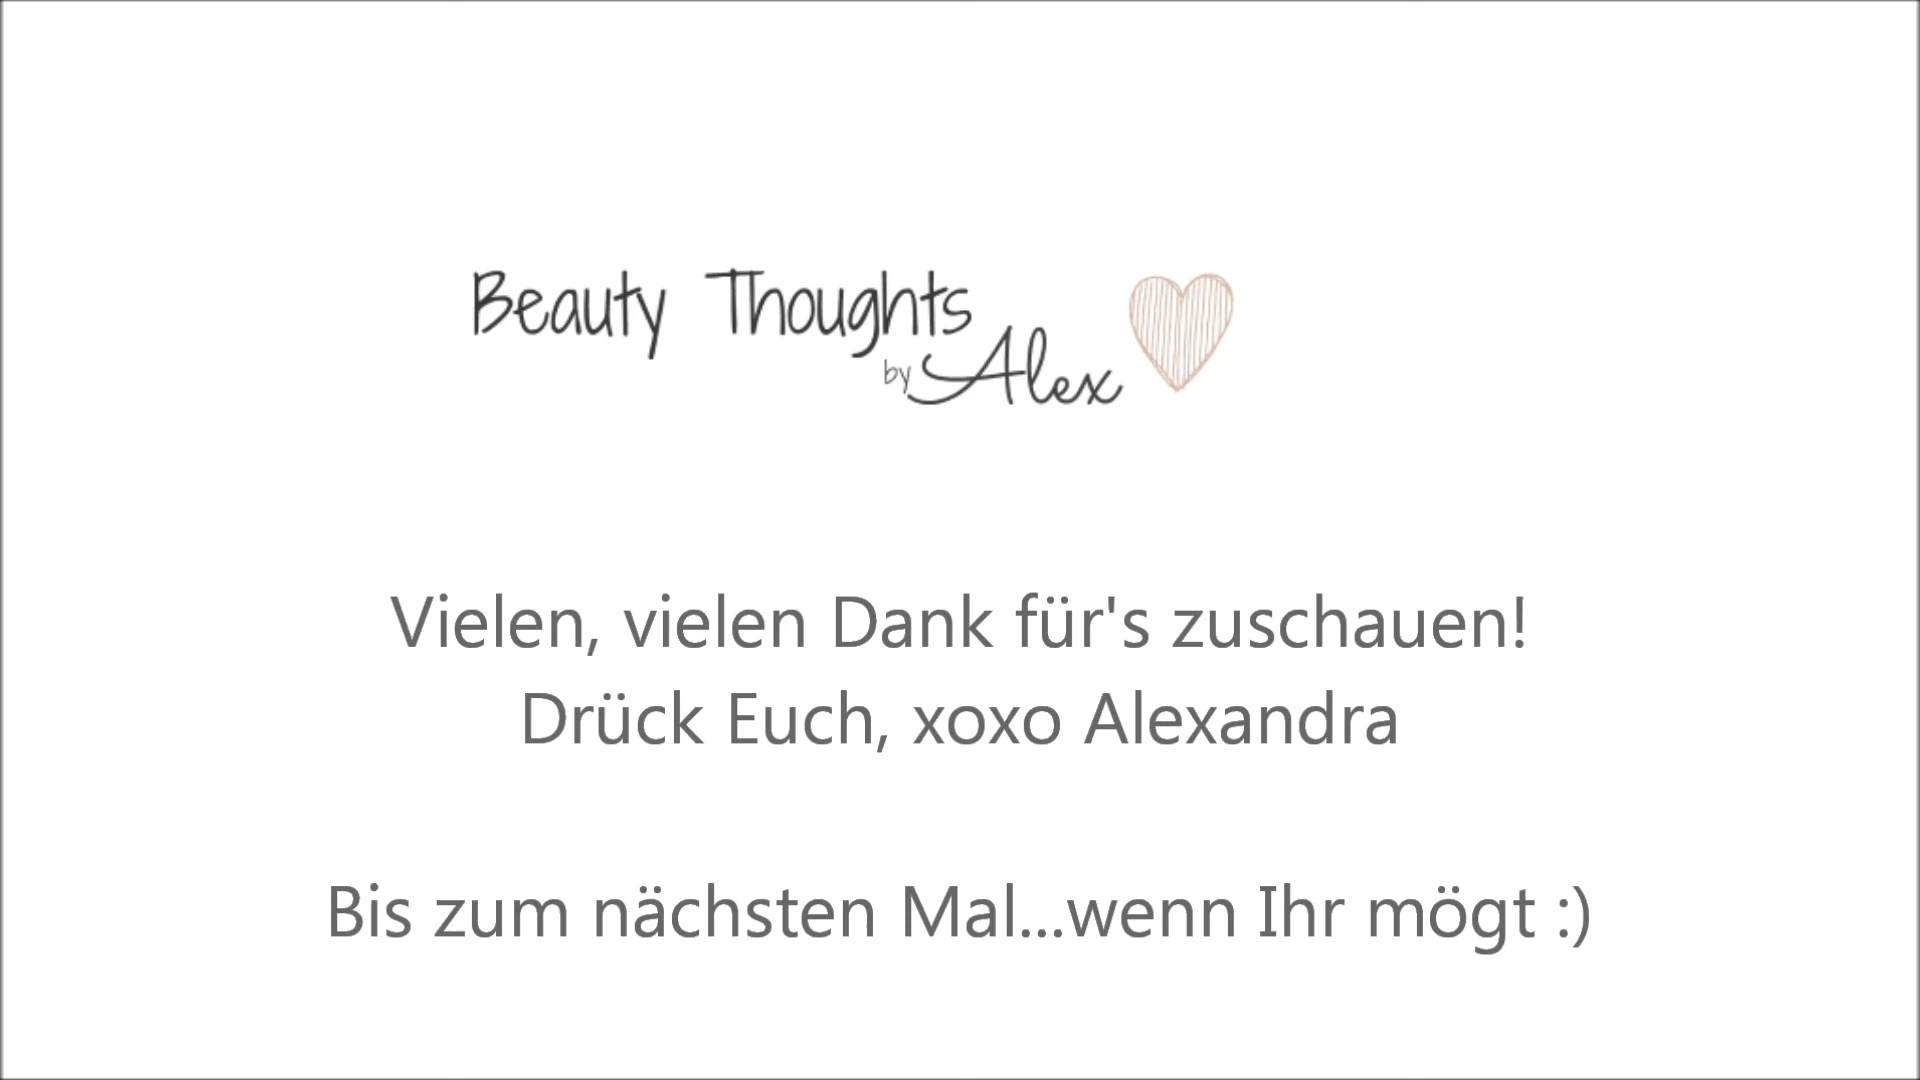 Beauty Thoughts
by Alex
Vielen, vielen Dank für's zuschauen!
Drück Euch, xoxo Alexandra
Bis zum nächsten Mal...wenn Ihr mögt :)